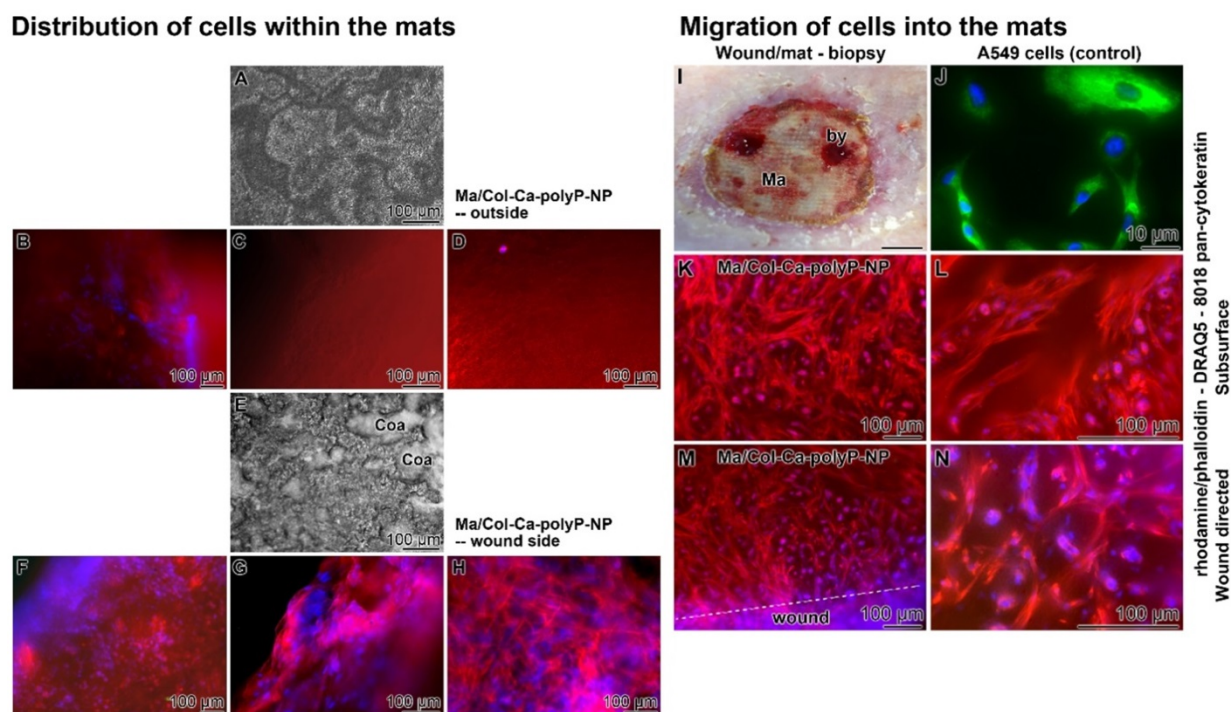 Distribution of cells within the mats
A
100 µm
Ma/Col-Ca-polyP-NP
-- outside
B
100 µm
C
100 µm
D
100 µm
E
Coa
Coa
100 µm
Ma/Col-Ca-polyP-NP
-- wound side
F
100 µm
G
100 µm
H
100 µm
Migration of cells into the mats
Wound/mat - biopsy
A549 cells (control)
I
by
Ma
J
10 µm
K
Ma/Col-Ca-polyP-NP
100 µm
L
100 µm
M
Ma/Col-Ca-polyP-NP
wound
100 µm
N
100 µm
rhodamine/phalloidin - DRAQ5 - 8018 pan-cytokeratin
Subsurface
Wound directed